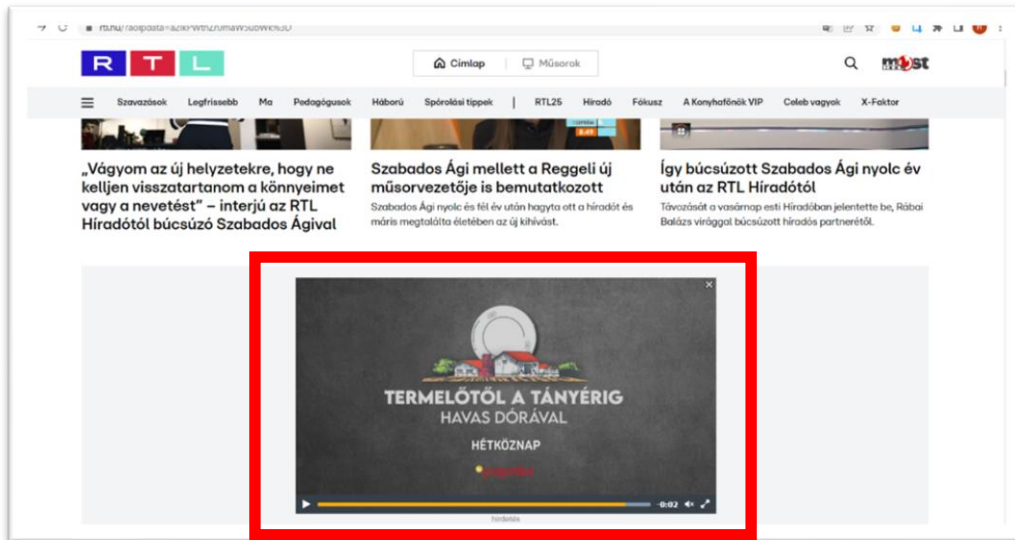 RTL
Címlap
Műsorok
most
Szavazások Legfrissebb Ma Pedagógusok Háború Spórolási tippek | RTL25 Híradó Fókusz A Konyhafőnök VIP Celeb vagyok X-Faktor
„Vágyom az új helyzetekre, hogy ne
kelljen visszatartanom a könnyeimet
vagy a nevetést” – interjú az RTL
Híradótól búcsúzó Szabados Ágival
Szabados Ági mellett a Reggeli új
műsorvezetője is bemutatkozott
Szabados Ági nyolc és fél év után hagyta ott a híradót és
máris megtalálta életében az új kihívást.
Így búcsúzott Szabados Ági nyolc év
után az RTL Híradótól
Távozását a vasárnap esti Híradóban jelentette be, Rábai
Balázs virággal búcsúzott híradós partnerétől.
TERMELŐTŐL A TÁNYÉRIG
HAVAS DÓRÁVAL
HÉTKÖZNAP
-0:02
hirdetés